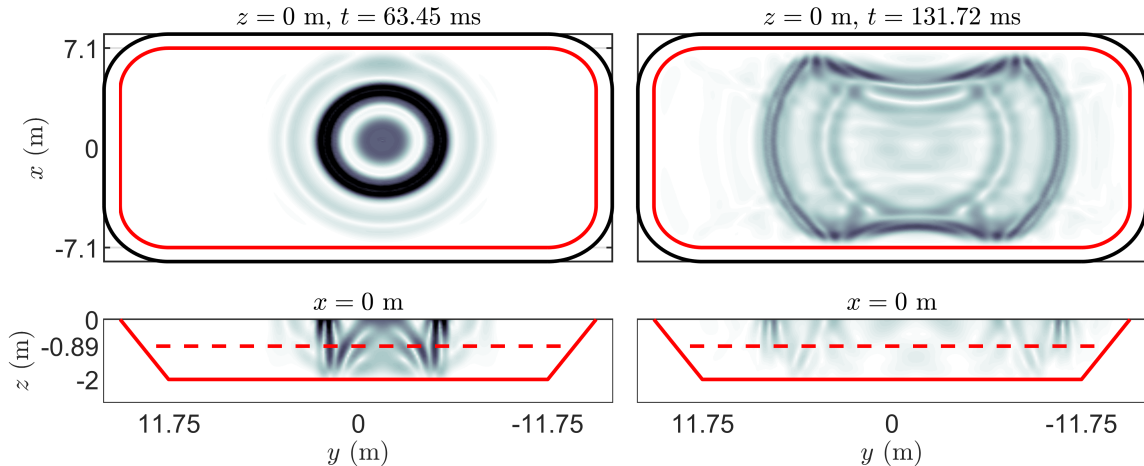 z = 0 m, t = 63.45 ms
z = 0 m, t = 131.72 ms
7.1
0
-7.1
x (m)
x = 0 m
x = 0 m
0
-0.89
-2
z (m)
11.75 0 -11.75
11.75 0 -11.75
y (m)
y (m)